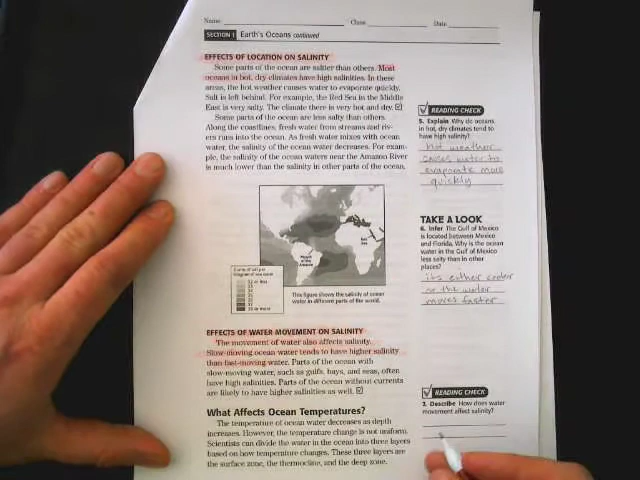 Name
Class
Date
SECTION 1 Earth's Oceans continued
EFFECTS OF LOCATION ON SALINITY
Some parts of the ocean are saltier than others. Most
oceans in hot, dry climates have high salinities. In these
areas, the hot weather causes water to evaporate quickly.
Salt is left behind. For example, the Red Sea in the Middle
East is very salty. The climate there is very hot and dry.
Some parts of the ocean are less salty than others.
Along the coastlines, fresh water from streams and riv-
ers runs into the ocean. As fresh water mixes with ocean
water, the salinity of the ocean water decreases. For exam-
ple, the salinity of the ocean waters near the Amazon River
is much lower than the salinity in other parts of the ocean.
READING CHECK
5. Explain Why do oceans
in hot, dry climates tend to
have high salinity?
hot weather
causes water to
evaporate more
quickly
TAKE A LOOK
6. Infer The Gulf of Mexico
is located between Mexico
and Florida. Why is the ocean
water in the Gulf of Mexico
less salty than in other
places?
its either cooler
or the water
moves faster
This figure shows the salinity of ocean
water in different parts of the world.
EFFECTS OF WATER MOVEMENT ON SALINITY
The movement of water also affects salinity.
Slow-moving ocean water tends to have higher salinity
than fast-moving water. Parts of the ocean with
slow-moving water, such as gulfs, bays, and seas, often
have high salinities. Parts of the ocean without currents
are likely to have higher salinities as well.
READING CHECK
7. Describe How does water
movement affect salinity?
What Affects Ocean Temperatures?
The temperature of ocean water decreases as depth
increases. However, the temperature change is not uniform.
Scientists can divide the water in the ocean into three layers
based on how temperature changes. These three layers are
the surface zone, the thermocline, and the deep zone.